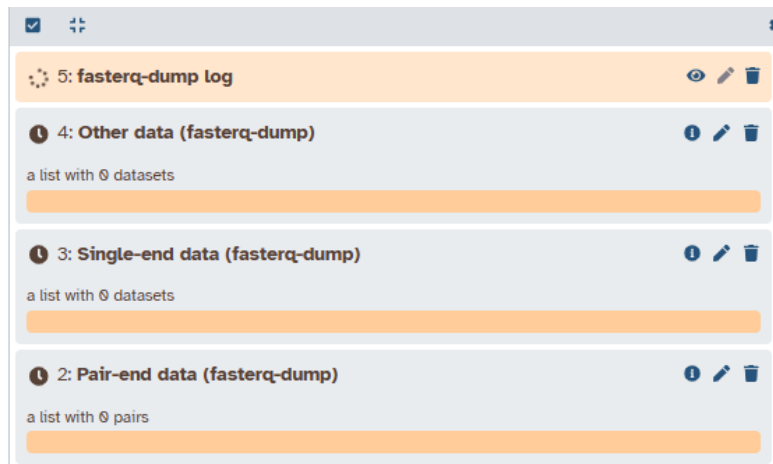 5: fasterq-dump log
4: Other data (fasterq-dump)
a list with 0 datasets
3: Single-end data (fasterq-dump)
a list with 0 datasets
2: Pair-end data (fasterq-dump)
a list with 0 pairs